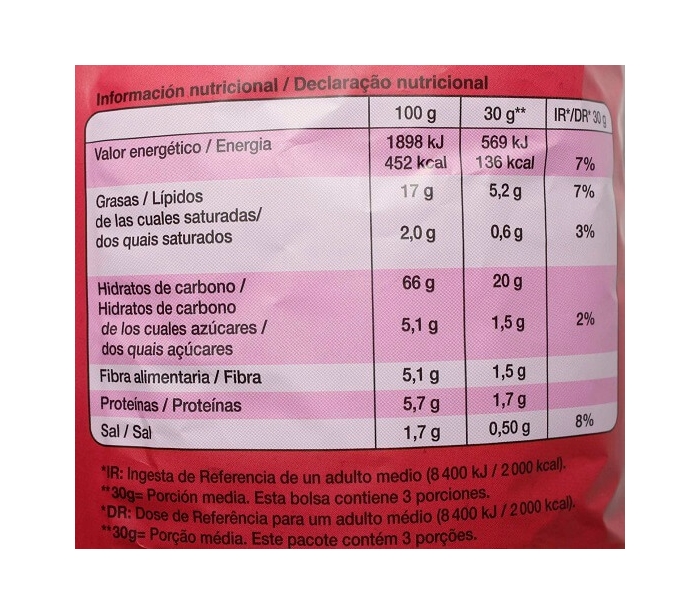 Información nutricional / Declaração nutricional
100 g 30 g** IR*/DR* 30 g
Valor energético / Energia 1898 kJ 569 kJ
452 kcal 136 kcal 7%
Grasas / Lípidos 17 g 5,2 g 7%
de las cuales saturadas/
dos quais saturados 2,0 g 0,6 g 3%
Hidratos de carbono / 66 g 20 g
Hidratos de carbono
de los cuales azúcares / 5,1 g 1,5 g 2%
dos quais açúcares
Fibra alimentaria / Fibra 5,1 g 1,5 g
Proteínas / Proteínas 5,7 g 1,7 g
Sal / Sal 1,7 g 0,50 g 8%
*IR: Ingesta de Referencia de un adulto medio (8 400 kJ / 2 000 kcal).
**30g= Porción media. Esta bolsa contiene 3 porciones.
*DR: Dose de Referência para um adulto médio (8 400 kJ / 2 000 kcal).
**30g= Porção média. Este pacote contém 3 porções.